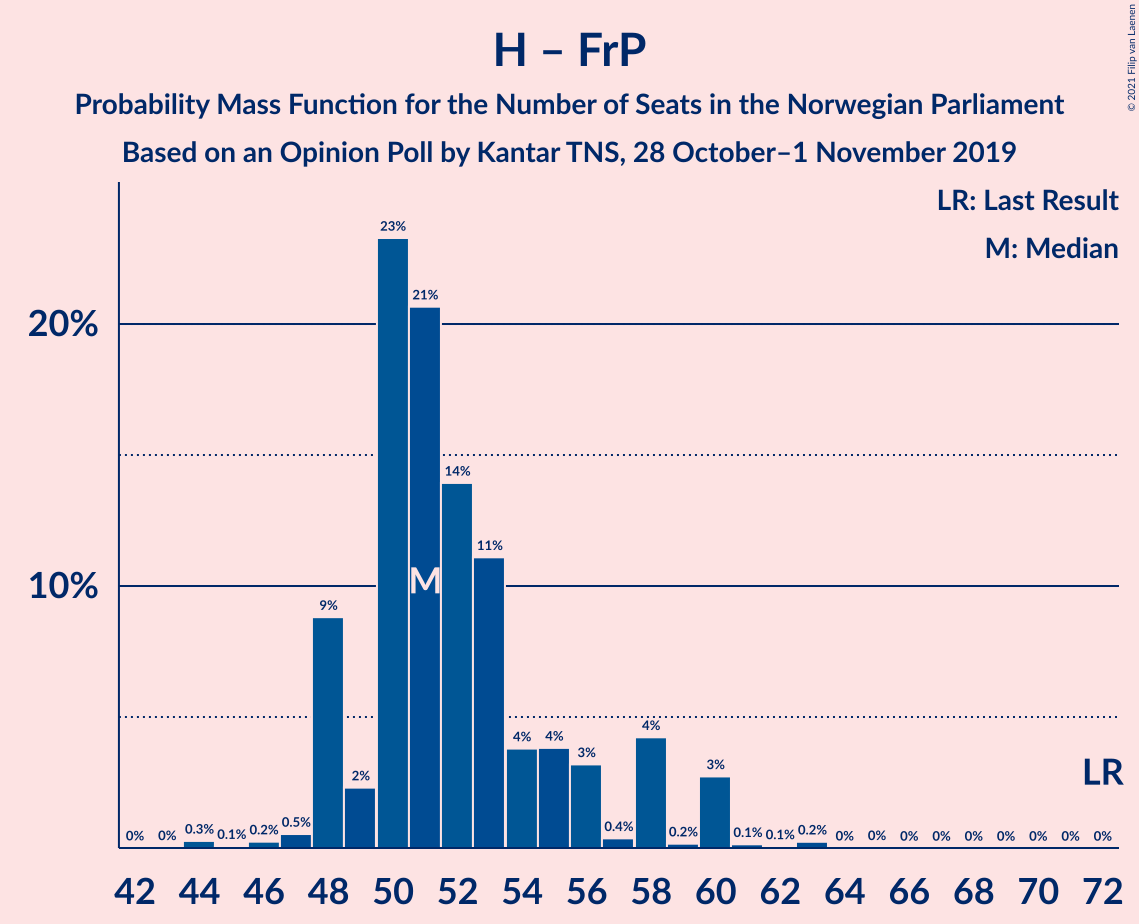 H – FrP
Probability Mass Function for the Number of Seats in the Norwegian Parliament
Based on an Opinion Poll by Kantar TNS, 28 October–1 November 2019
© 2021 Filip van Laenen
LR: Last Result
M: Median
20%
10%
0% 0% 0.3% 0.1% 0.2% 0.5% 9% 2% 23% 21% 14% 11% 4% 4% 3% 0.4% 4% 0.2% 3% 0.1% 0.1% 0.2% 0% 0% 0% 0% 0% 0% 0% 0% 0%
M
LR
42 44 46 48 50 52 54 56 58 60 62 64 66 68 70 72